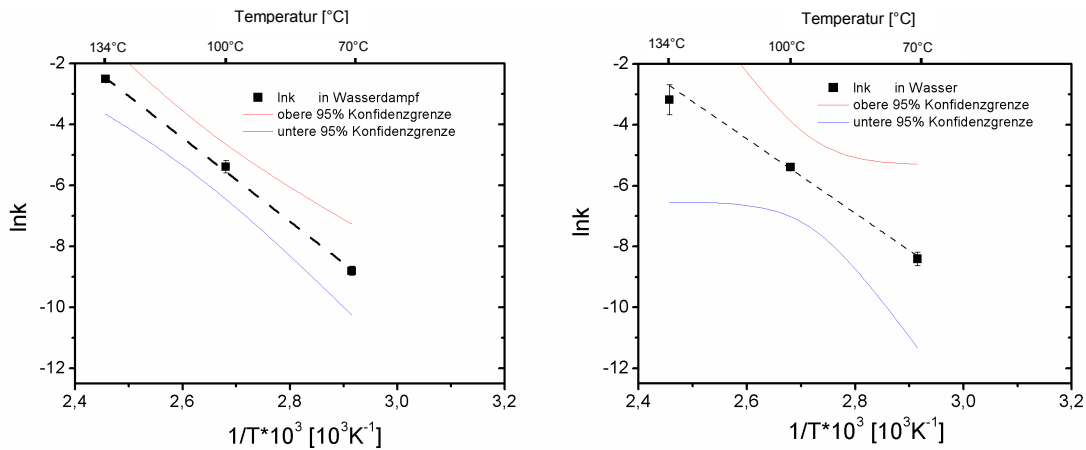 Temperatur [°C]
134°C 100°C 70°C
-2
-4
-6
-8
-10
-12
lnk
lnk in Wasserdampf
obere 95% Konfidenzgrenze
untere 95% Konfidenzgrenze
2,4 2,6 2,8 3,0 3,2
1/T*10³ [10³K⁻¹]
Temperatur [°C]
134°C 100°C 70°C
-2
-4
-6
-8
-10
-12
lnk
lnk in Wasser
obere 95% Konfidenzgrenze
untere 95% Konfidenzgrenze
2,4 2,6 2,8 3,0 3,2
1/T*10³ [10³K⁻¹]